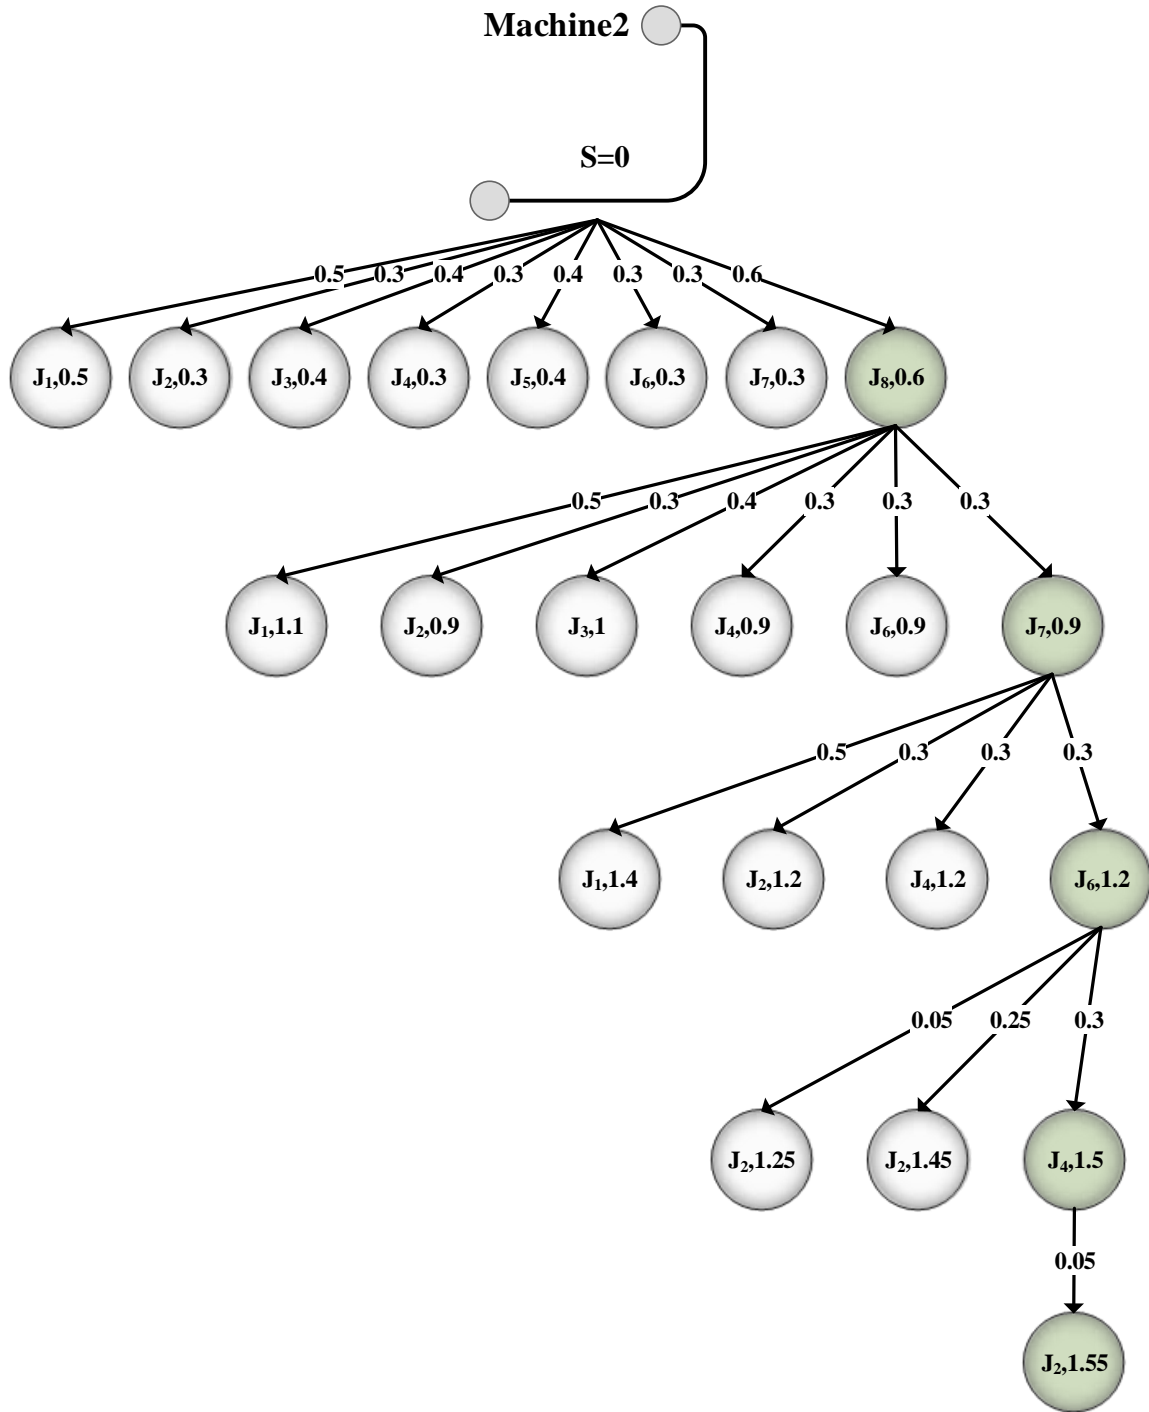 Machine2
S=0
0.5 0.3 0.4 0.3 0.4 0.3 0.3 0.6
J₁,0.5 J₂,0.3 J₃,0.4 J₄,0.3 J₅,0.4 J₆,0.3 J₇,0.3 J₈,0.6
0.5 0.3 0.4 0.3 0.3 0.3
J₁,1.1 J₂,0.9 J₃,1 J₄,0.9 J₆,0.9 J₇,0.9
0.5 0.3 0.3 0.3
J₁,1.4 J₂,1.2 J₄,1.2 J₆,1.2
0.05 0.25 0.3
J₂,1.25 J₂,1.45 J₄,1.5
0.05
J₂,1.55